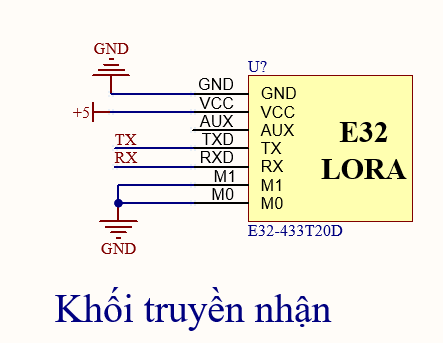 GND
U?
GND GND
+5 VCC VCC
AUX AUX
TX TXD TX
RX RXD RX
M1 M1
M0 M0
E32
LORA
GND
E32-433T20D
Khối truyền nhận